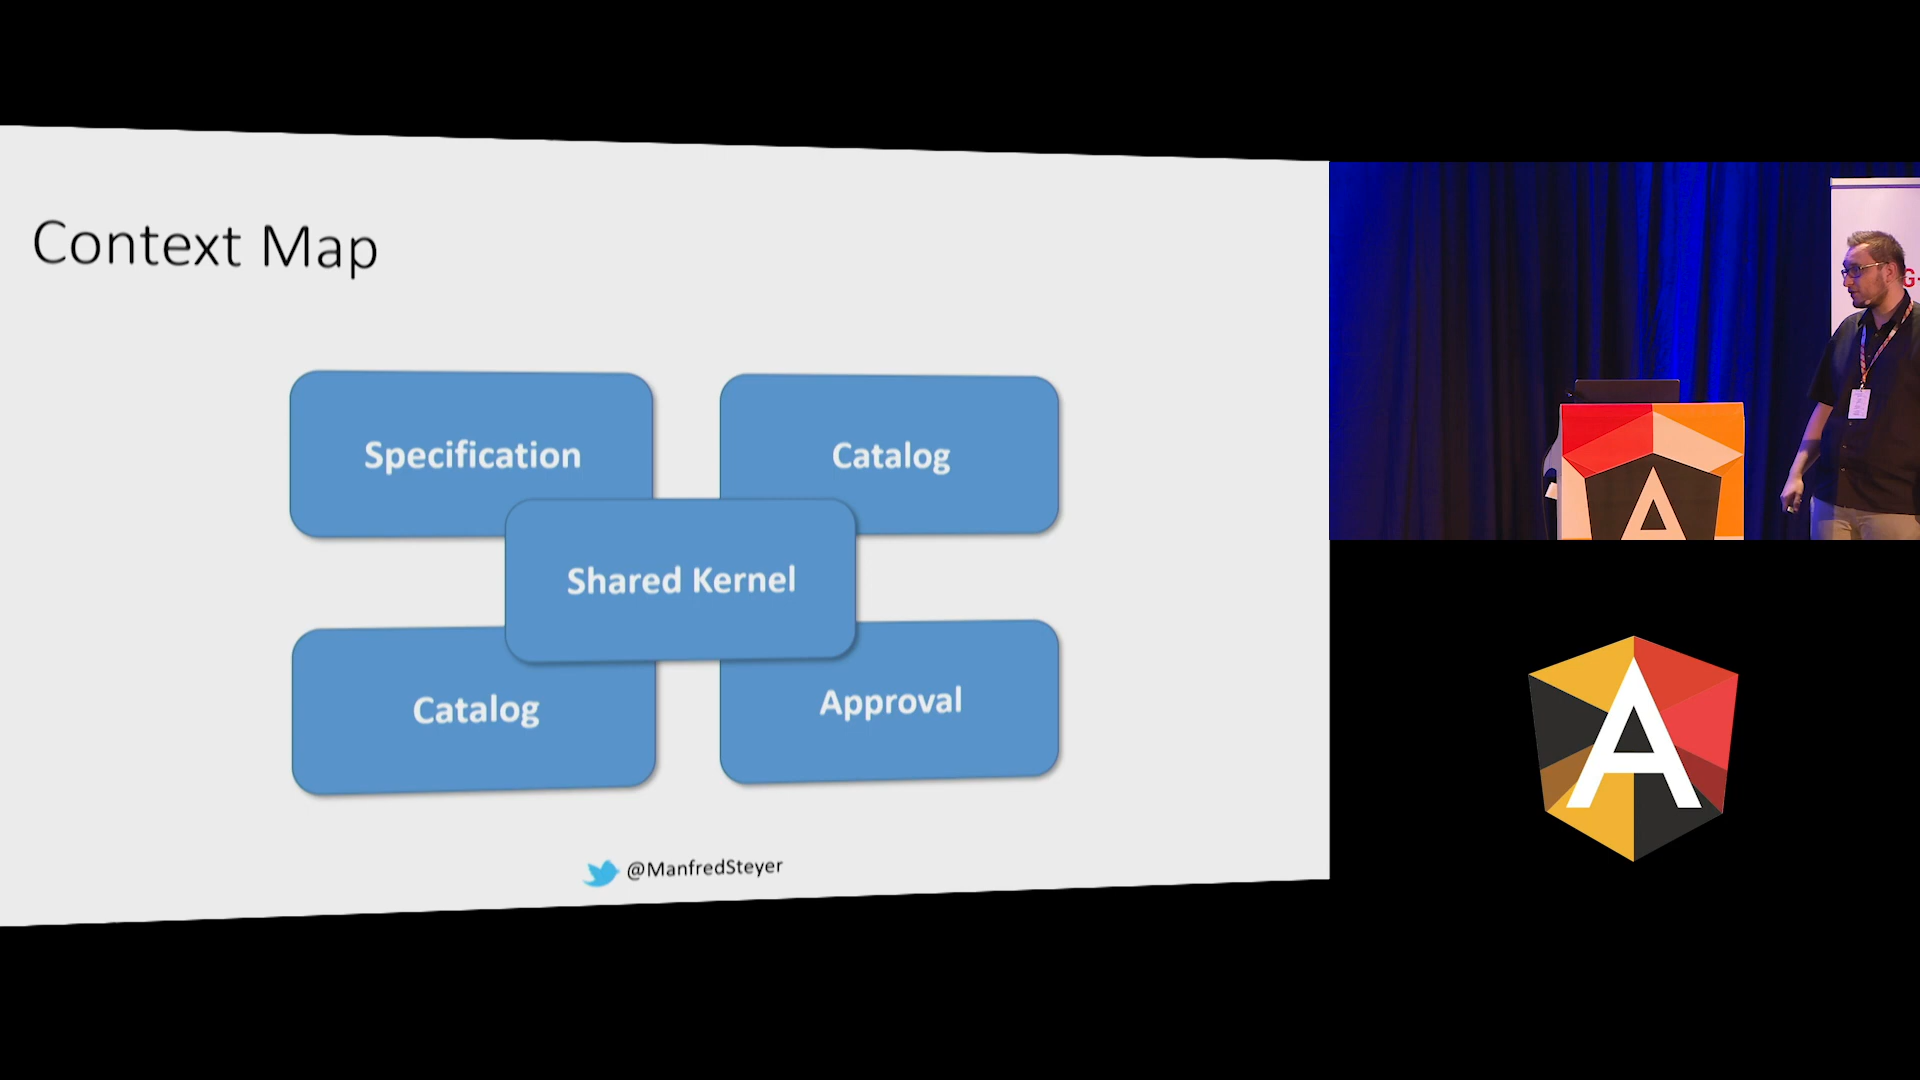 Context Map
Specification
Catalog
Shared Kernel
Catalog
Approval
@ManfredSteyer
G-
A
A